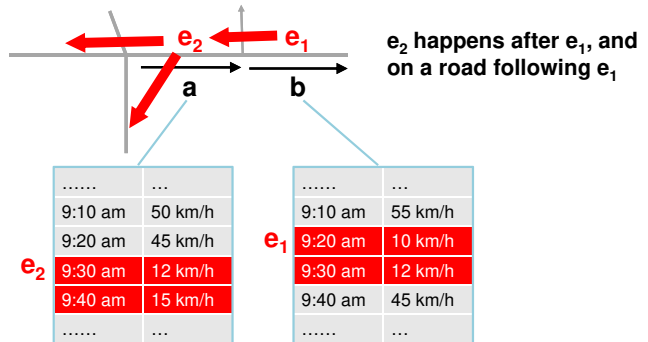 e2 e1
e2 happens after e1, and
on a road following e1
a b
...... ...
9:10 am 50 km/h
9:20 am 45 km/h
e2 9:30 am 12 km/h
9:40 am 15 km/h
...... ...
...... ...
9:10 am 55 km/h
e1 9:20 am 10 km/h
9:30 am 12 km/h
9:40 am 45 km/h
...... ...